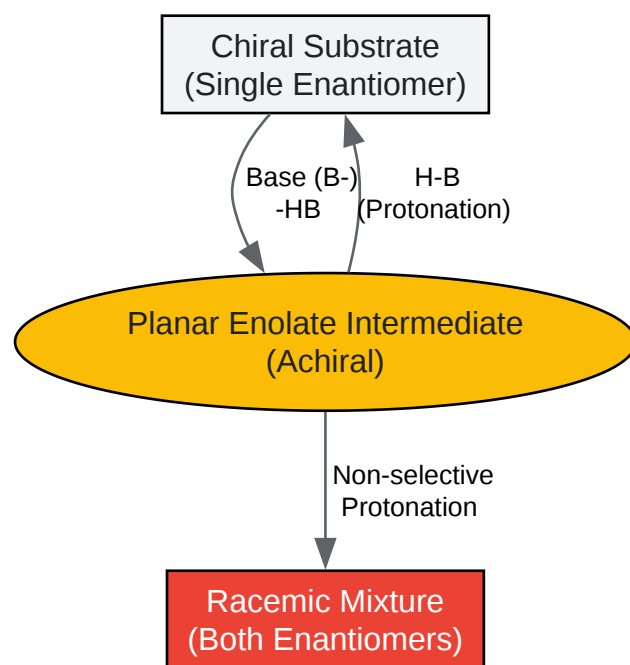 Chiral Substrate
(Single Enantiomer)
Base (B-)
-HB
H-B
(Protonation)
Planar Enolate Intermediate
(Achiral)
Non-selective
Protonation
Racemic Mixture
(Both Enantiomers)